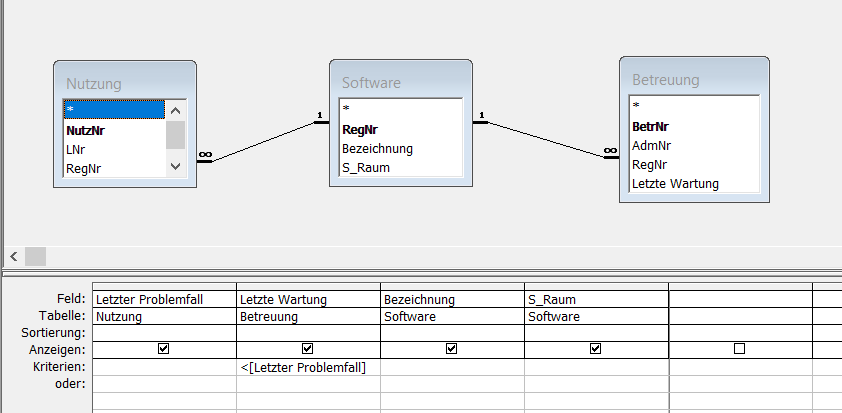 Nutzung
*
NutzNr
LNr
RegNr
∞
1
Software
*
RegNr
Bezeichnung
S_Raum
1
∞
Betreuung
*
BetrNr
AdmNr
RegNr
Letzte Wartung
Feld: Letzter Problemfall Letzte Wartung Bezeichnung S_Raum
Tabelle: Nutzung Betreuung Software Software
Sortierung:
Anzeigen:
Kriterien: <[Letzter Problemfall]
oder: